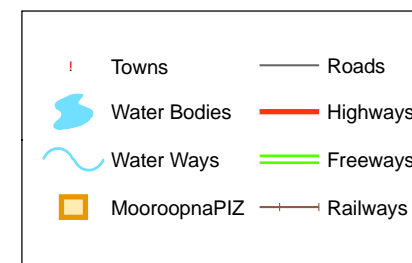 ! Towns Roads
Water Bodies Highways
Water Ways Freeways
MooroopnaPIZ Railways